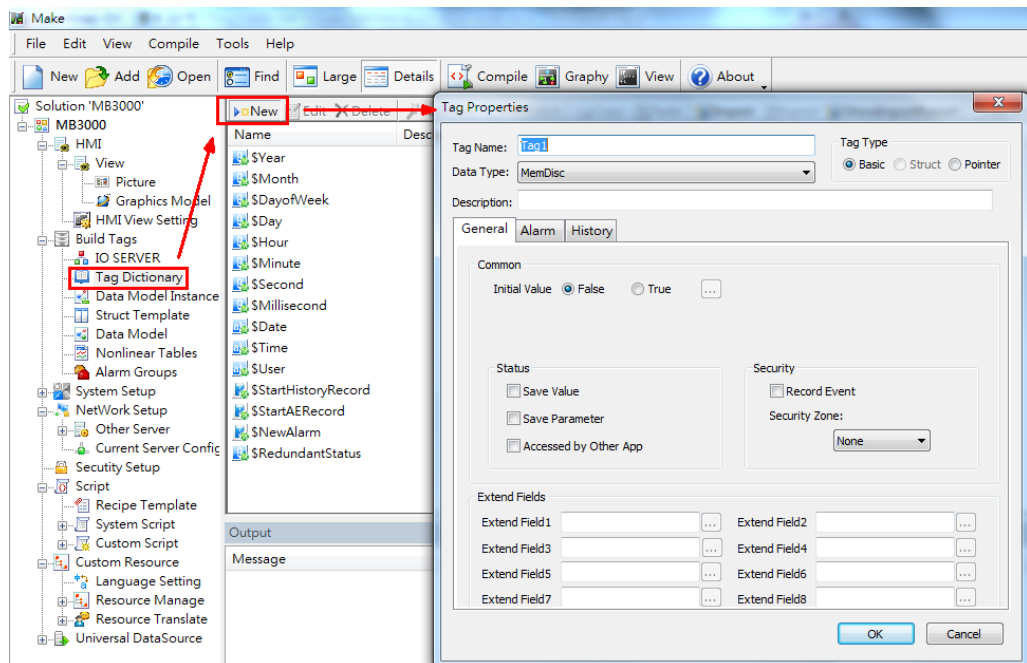 Make
File Edit View Compile Tools Help
New Add Open Find Large Details Compile Graphy View About
Solution 'MB3000'
MB3000
HMI
View
Picture
Graphics Model
HMI View Setting
Build Tags
IO SERVER
Tag Dictionary
Data Model Instance
Struct Template
Data Model
Nonlinear Tables
Alarm Groups
System Setup
NetWork Setup
Other Server
Current Server Config
Secutity Setup
Script
Recipe Template
System Script
Custom Script
Custom Resource
Language Setting
Resource Manage
Resource Translate
Universal DataSource
New Edit Delete
Name Desc
$Year
$Month
$DayofWeek
$Day
$Hour
$Minute
$Second
$Millisecond
$Date
$Time
$User
$StartHistoryRecord
$StartAERecord
$NewAlarm
$RedundantStatus
Output
Message
Tag Properties
Tag Name: Tag1
Data Type: MemDisc
Tag Type
Basic Struct Pointer
Description:
General Alarm History
Common
Initial Value False True ...
Status
Save Value
Save Parameter
Accessed by Other App
Security
Record Event
Security Zone:
None
Extend Fields
Extend Field1 ... Extend Field2 ...
Extend Field3 ... Extend Field4 ...
Extend Field5 ... Extend Field6 ...
Extend Field7 ... Extend Field8 ...
OK Cancel